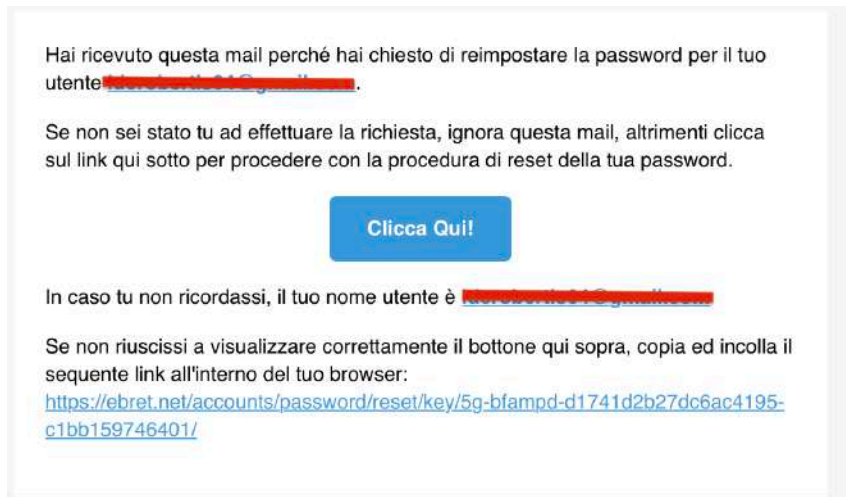 Hai ricevuto questa mail perché hai chiesto di reimpostare la password per il tuo
utente
Se non sei stato tu ad effettuare la richiesta, ignora questa mail, altrimenti clicca
sul link qui sotto per procedere con la procedura di reset della tua password.
Clicca Qui!
In caso tu non ricordassi, il tuo nome utente è
Se non riuscissi a visualizzare correttamente il bottone qui sopra, copia ed incolla il
sequente link all'interno del tuo browser:
https://ebret.net/accounts/password/reset/key/5g-bfampd-d1741d2b27dc6ac4195-
c1bb159746401/